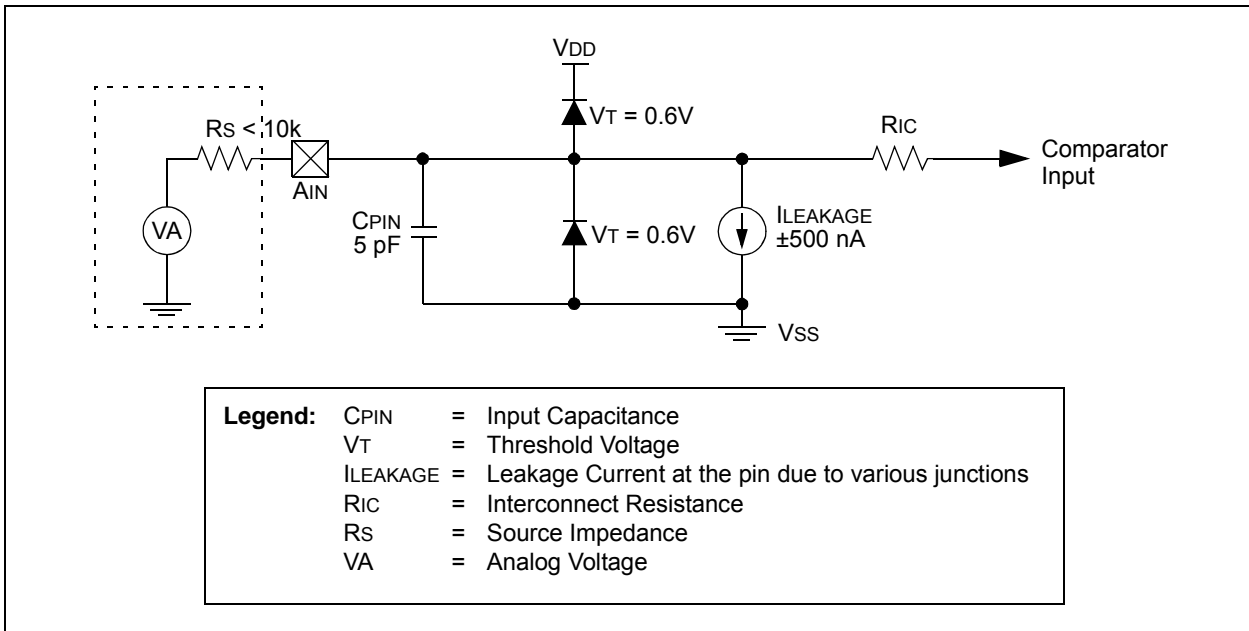 VDD
VT = 0.6V
RS < 10k
RIC
AIN
Comparator
Input
CPIN
5 pF
VA
VT = 0.6V
ILEAKAGE
±500 nA
VSS
Legend: CPIN = Input Capacitance
VT = Threshold Voltage
ILEAKAGE = Leakage Current at the pin due to various junctions
RIC = Interconnect Resistance
RS = Source Impedance
VA = Analog Voltage